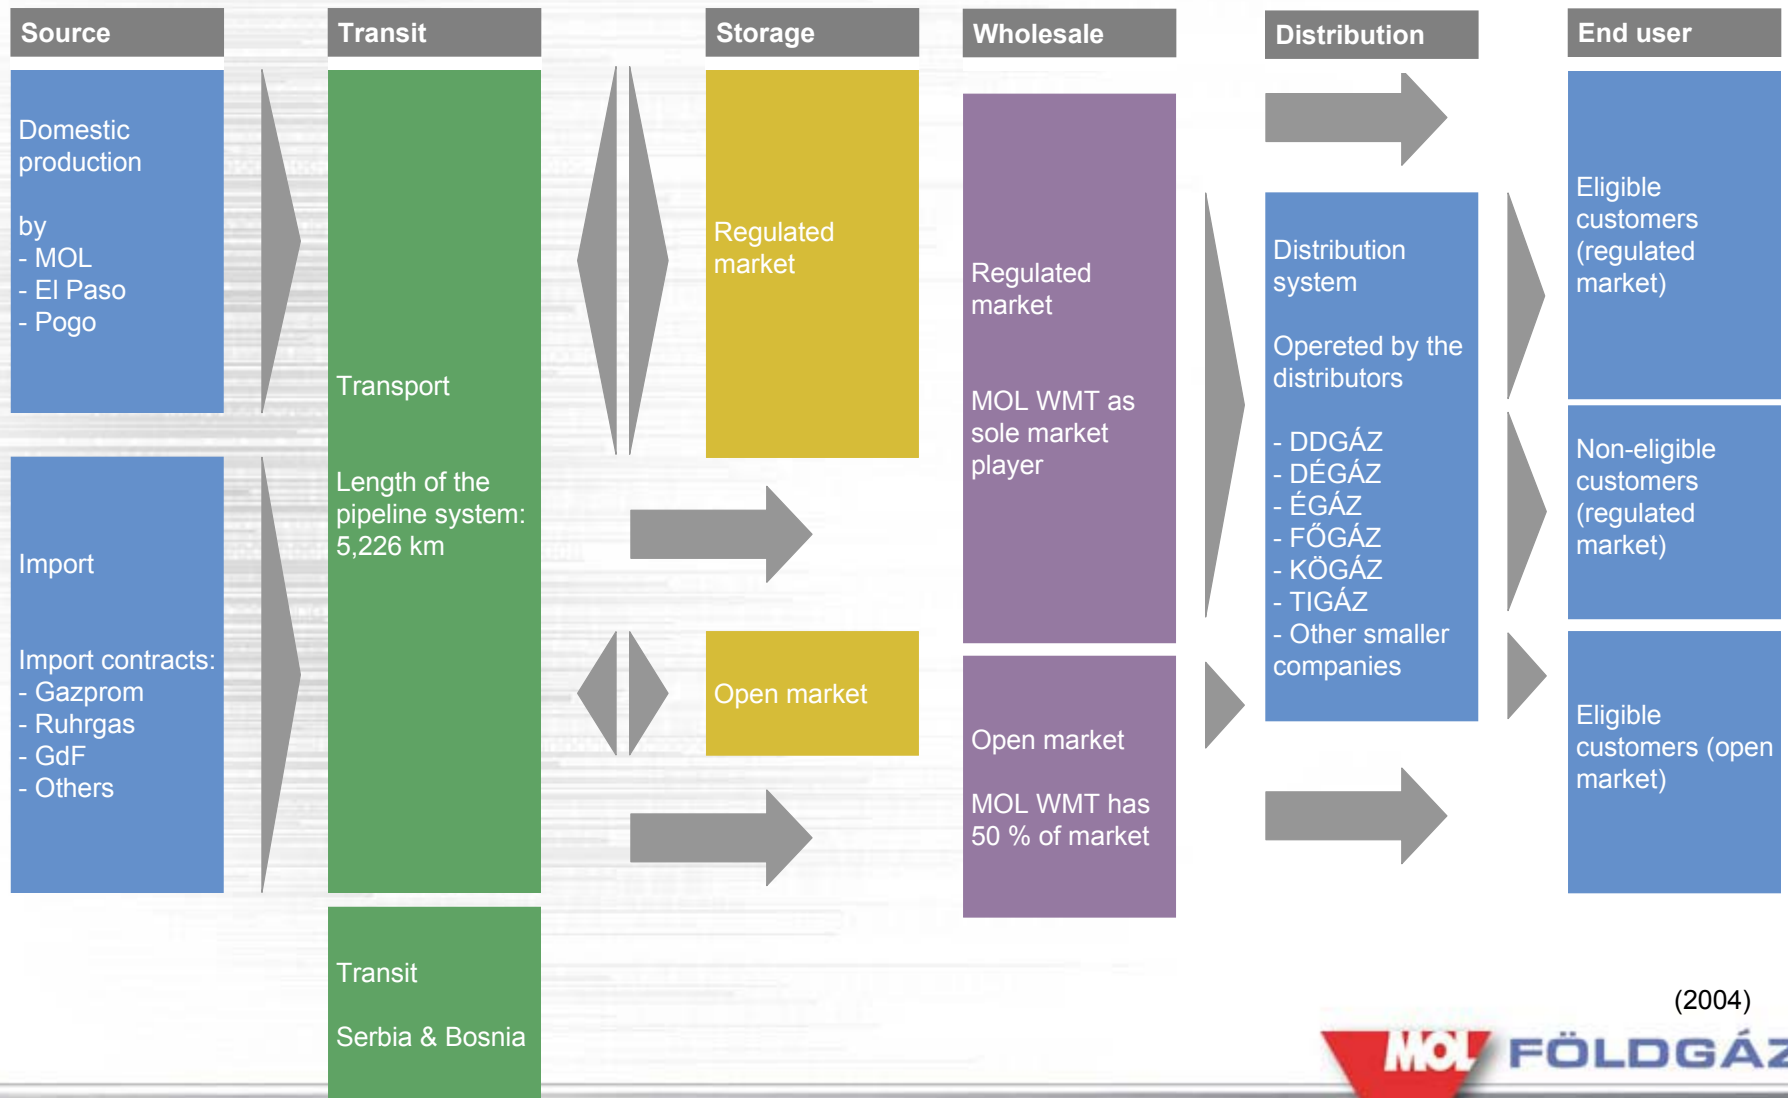 Source
Transit
Storage
Wholesale
Distribution
End user
Domestic
production
by
- MOL
- El Paso
- Pogo
Import
Import contracts:
- Gazprom
- Ruhrgas
- GdF
- Others
Transport
Length of the
pipeline system:
5,226 km
Transit
Serbia & Bosnia
Regulated
market
Open market
Regulated
market
MOL WMT as
sole market
player
Open market
MOL WMT has
50 % of market
Distribution
system
Opereted by the
distributors
- DDGÁZ
- DÉGÁZ
- ÉGÁZ
- FŐGÁZ
- KÖGÁZ
- TIGÁZ
- Other smaller
companies
Eligible
customers
(regulated
market)
Non-eligible
customers
(regulated
market)
Eligible
customers (open
market)
(2004)
MOL FÖLDGÁZ